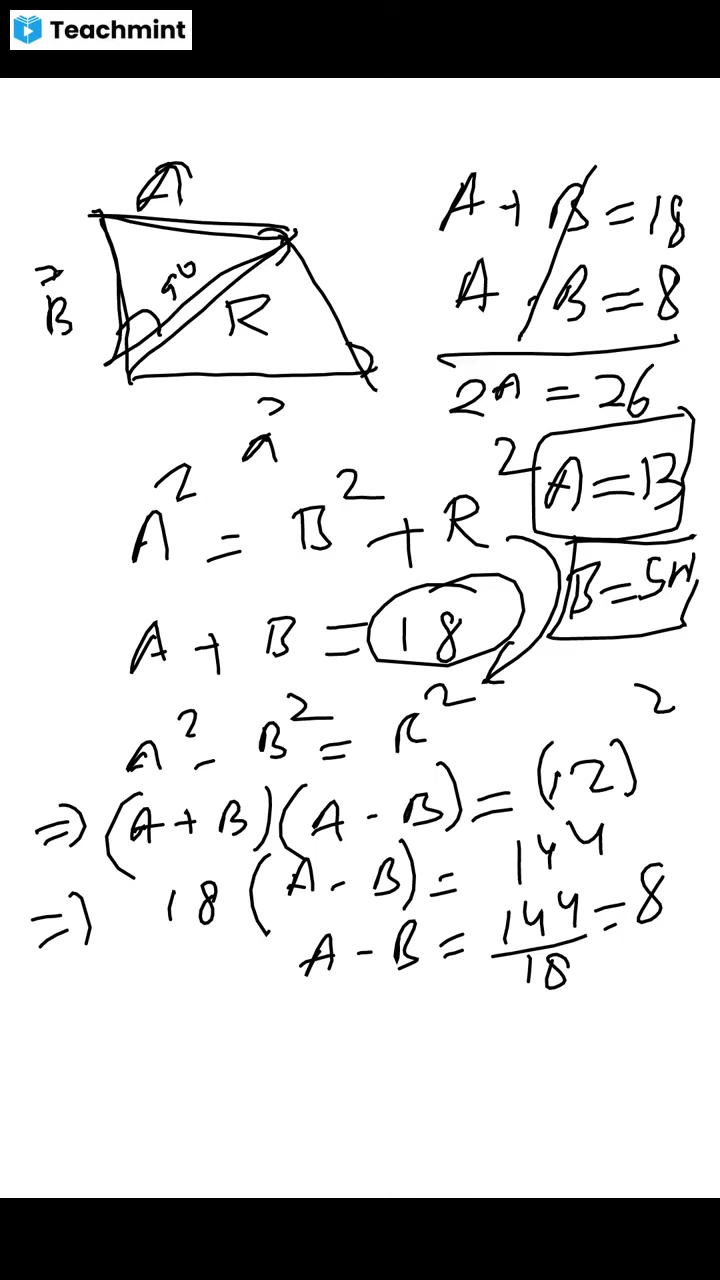 Teachmint
A
A + B = 18
B
90
R
A - B = 8
2A = 26
a
A = 13
A² = B² + R²
B = 5N
A + B = 18
A² - B² = R²
⇒ (A + B)(A - B) = (12)²
⇒ 18 (A - B) = 144
A - B = 144/18 = 8